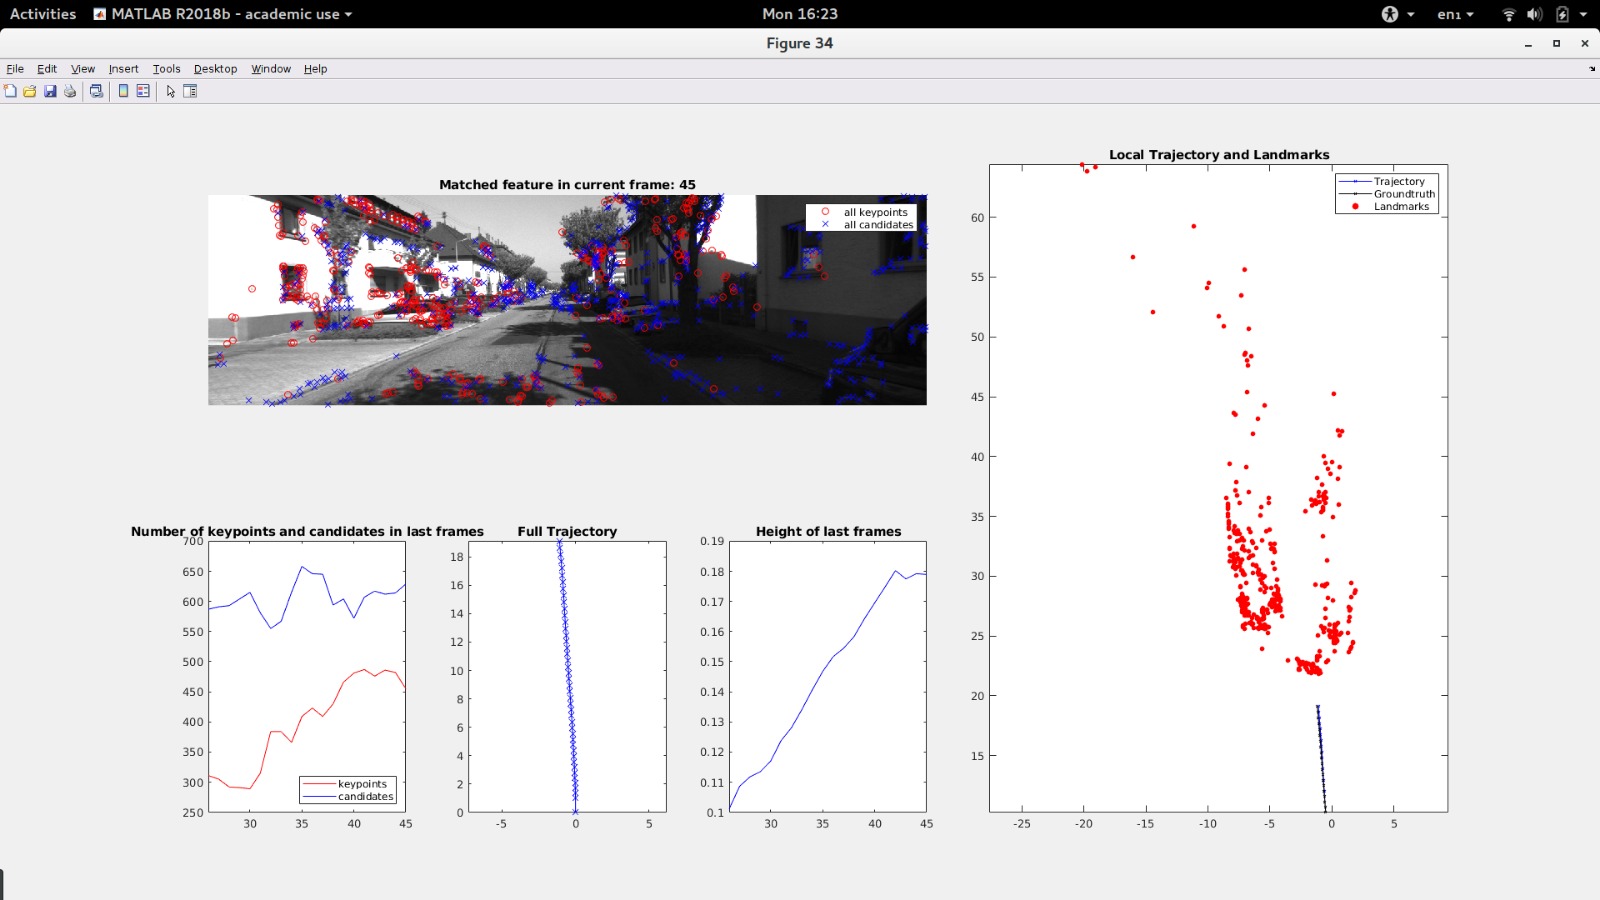 Activities MATLAB R2018b - academic use Mon 16:23 en₁
Figure 34
File Edit View Insert Tools Desktop Window Help
Matched feature in current frame: 45
all keypoints
all candidates
Number of keypoints and candidates in last frames
700
650
600
550
500
450
400
350
300
250
30 35 40 45
keypoints
candidates
Full Trajectory
18
16
14
12
10
8
6
4
2
0
-5 0 5
Height of last frames
0.19
0.18
0.17
0.16
0.15
0.14
0.13
0.12
0.11
0.1
30 35 40 45
Local Trajectory and Landmarks
Trajectory
Groundtruth
Landmarks
60
55
50
45
40
35
30
25
20
15
-25 -20 -15 -10 -5 0 5